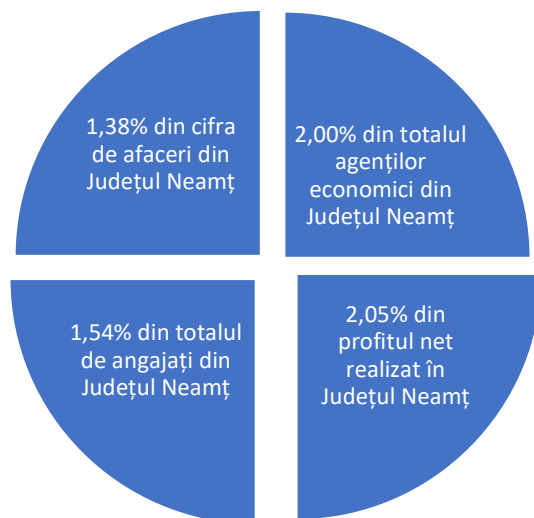 1,38% din cifra
de afaceri din
Județul Neamț
2,00% din totalul
agenților
economici din
Județul Neamț
1,54% din totalul
de angajați din
Județul Neamț
2,05% din
profitul net
realizat în
Județul Neamț